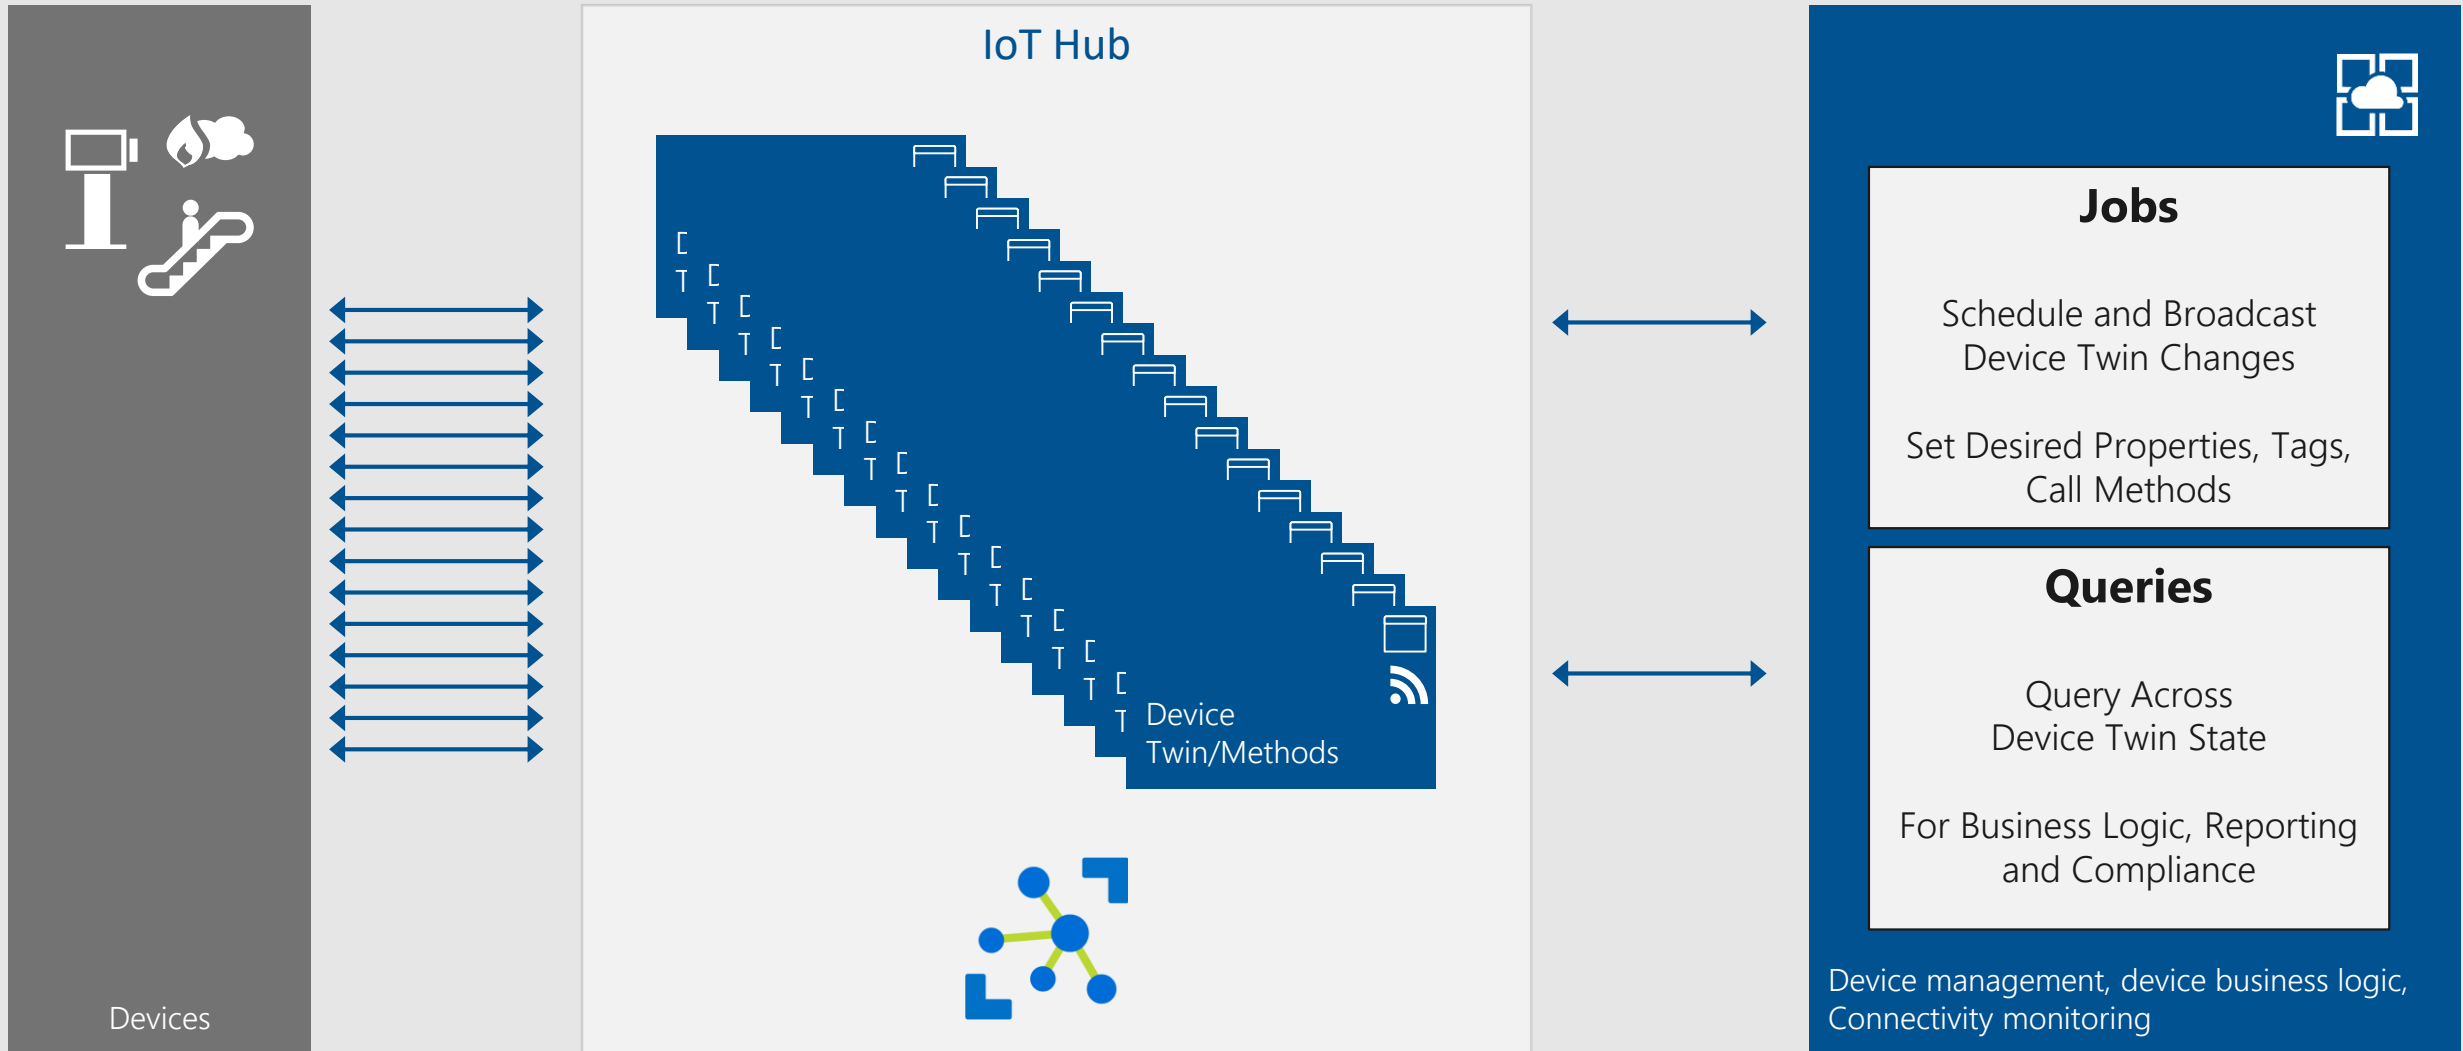 IoT Hub
Devices
D
T
D
T
D
T
D
T
D
T
D
T
D
T
D
T
D
T
D
T
D
T
D
T
D
T
D
T
D
T
Device
Twin/Methods
Jobs
Schedule and Broadcast
Device Twin Changes
Set Desired Properties, Tags,
Call Methods
Queries
Query Across
Device Twin State
For Business Logic, Reporting
and Compliance
Device management, device business logic,
Connectivity monitoring